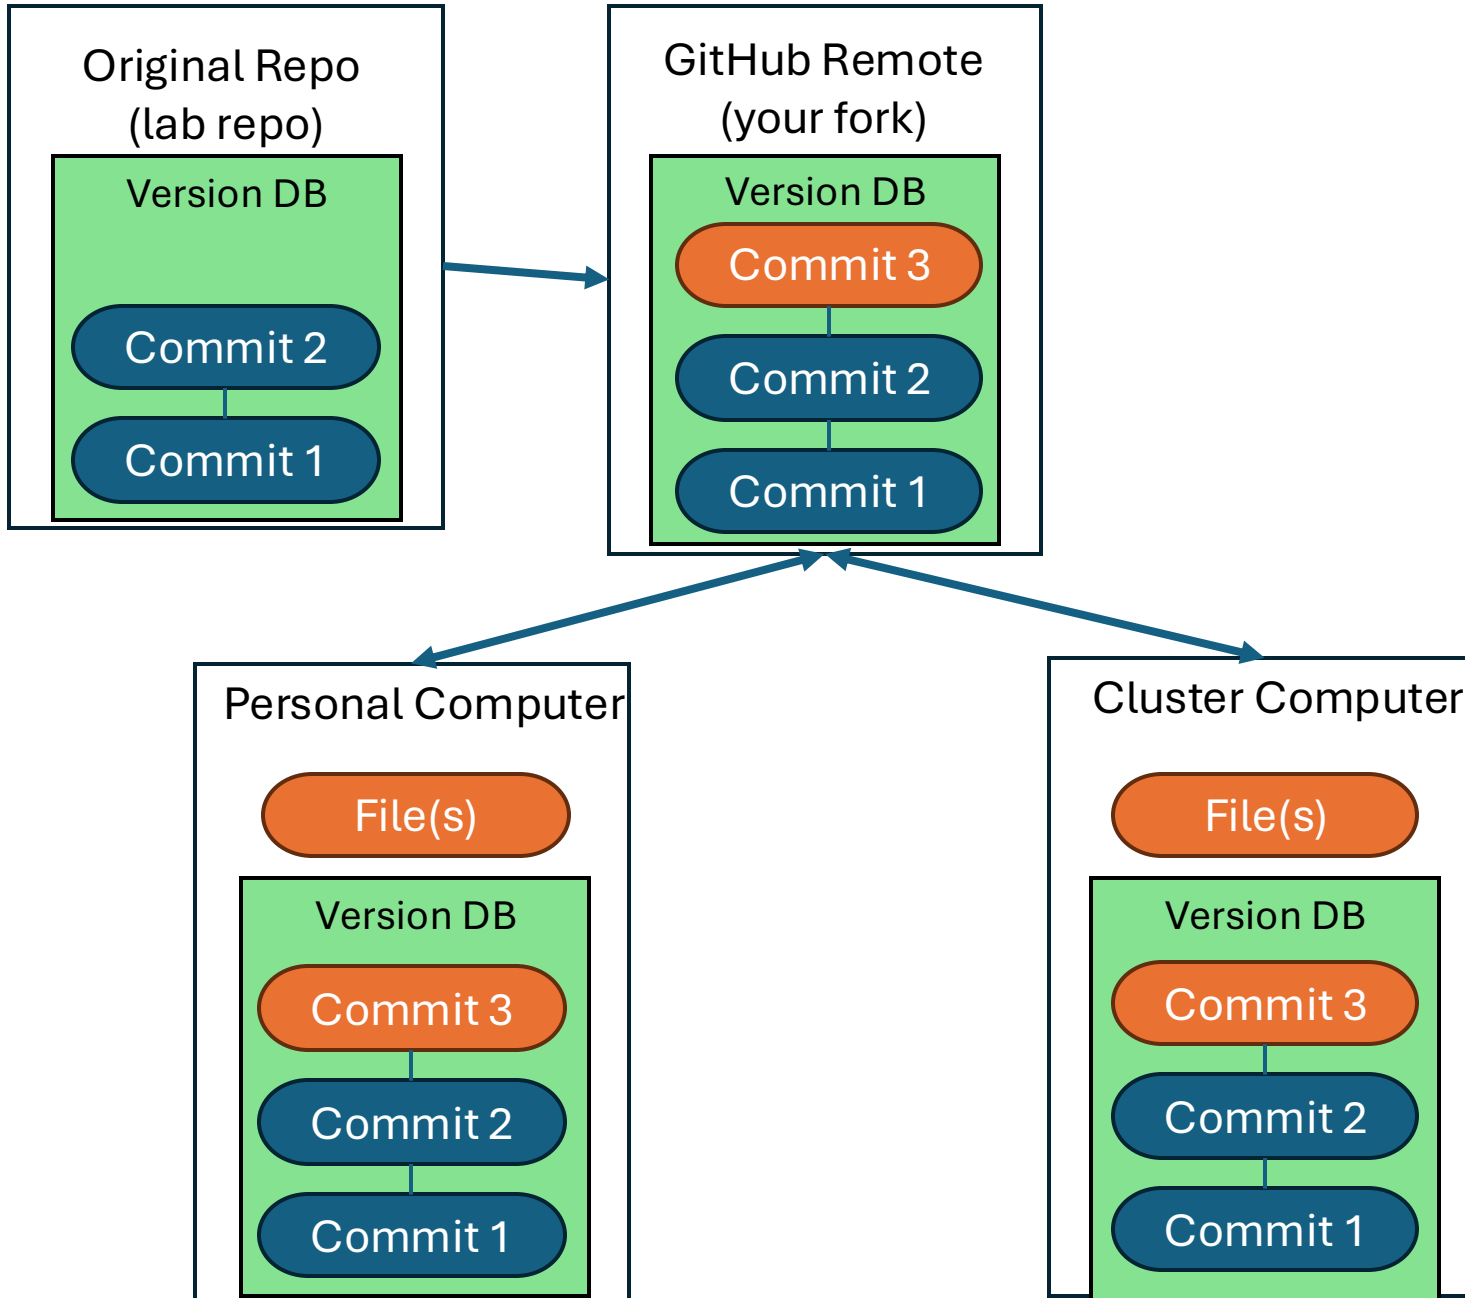 Original Repo
(lab repo)
Version DB
Commit 2
Commit 1
GitHub Remote
(your fork)
Version DB
Commit 3
Commit 2
Commit 1
Personal Computer
File(s)
Version DB
Commit 3
Commit 2
Commit 1
Cluster Computer
File(s)
Version DB
Commit 3
Commit 2
Commit 1